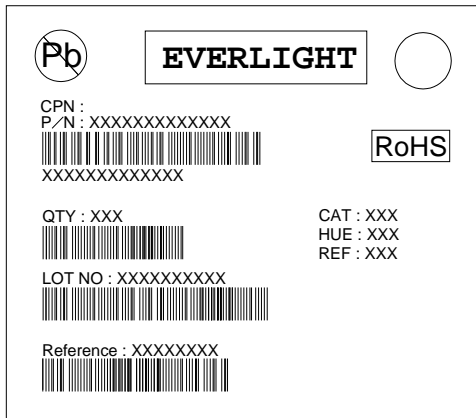 Pb
EVERLIGHT
CPN :
P/N : XXXXXXXXXXXXX
RoHS
XXXXXXXXXXXXX
QTY : XXX
CAT : XXX
HUE : XXX
REF : XXX
LOT NO : XXXXXXXXXX
Reference : XXXXXXXX